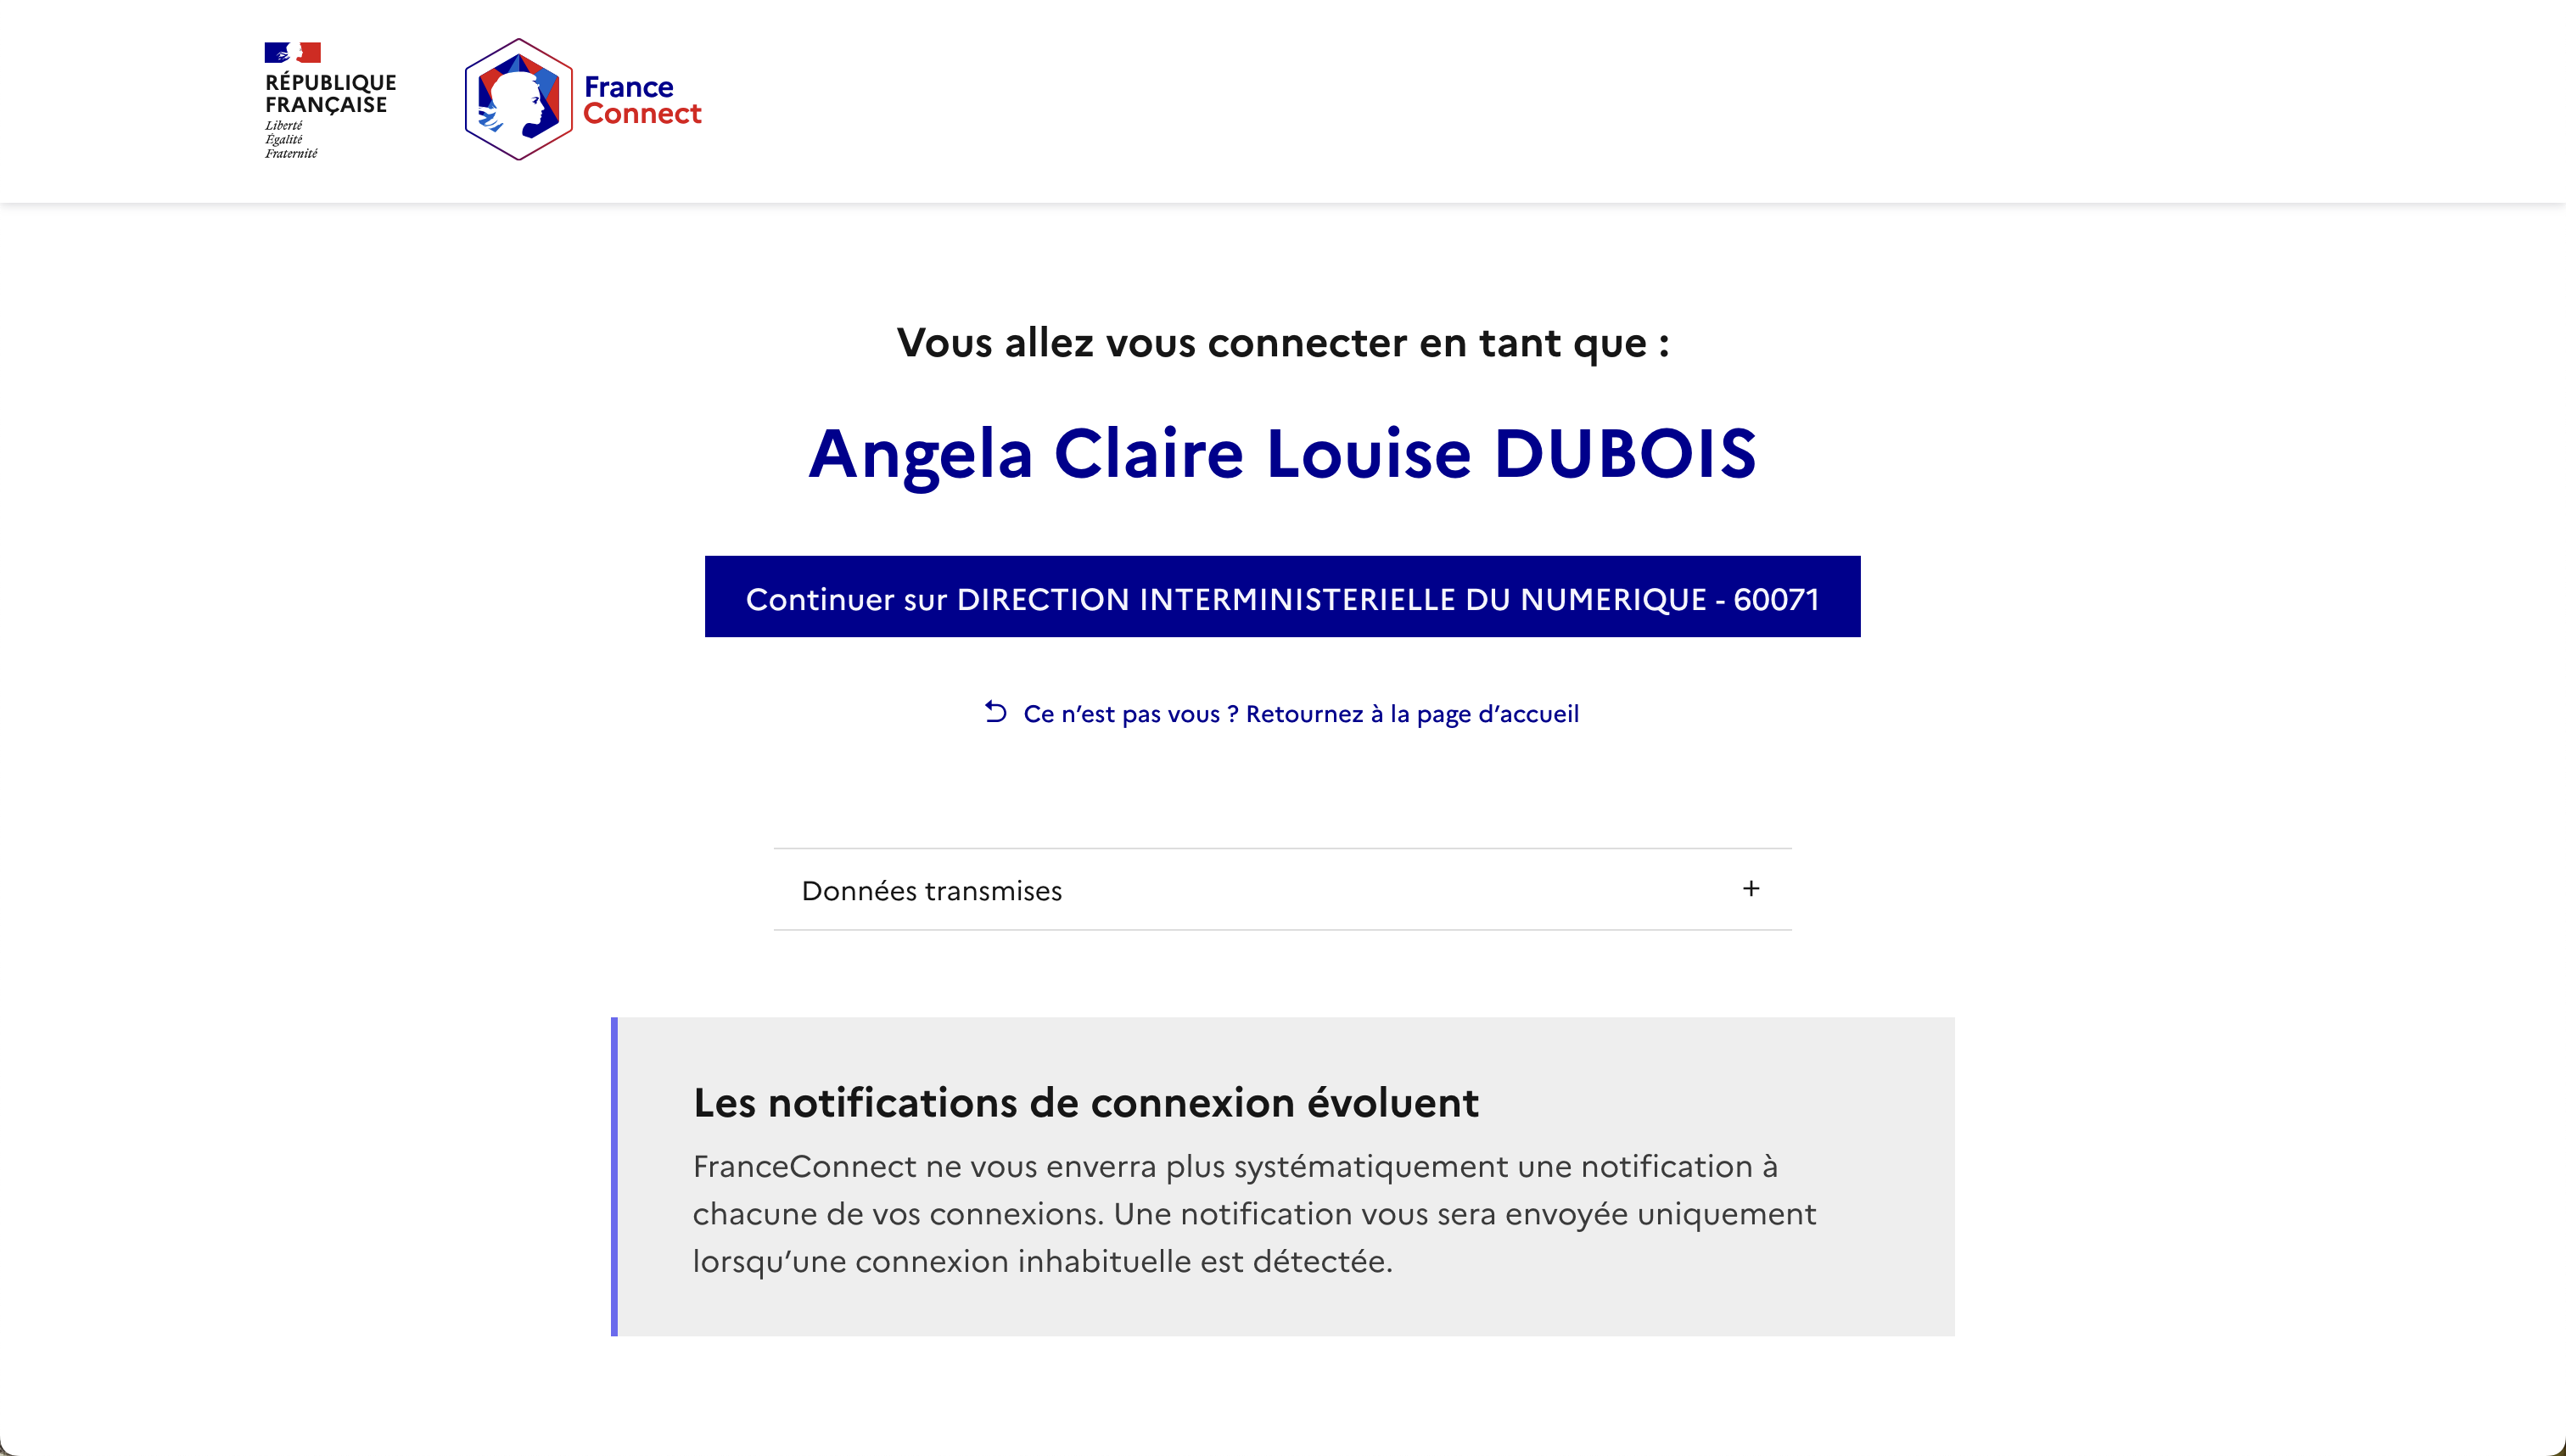 RÉPUBLIQUE
FRANÇAISE
Liberté
Égalité
Fraternité
France
Connect
Vous allez vous connecter en tant que :
Angela Claire Louise DUBOIS
Continuer sur DIRECTION INTERMINISTERIELLE DU NUMERIQUE - 60071
Ce n’est pas vous ? Retournez à la page d’accueil
Données transmises +
Les notifications de connexion évoluent
FranceConnect ne vous enverra plus systématiquement une notification à
chacune de vos connexions. Une notification vous sera envoyée uniquement
lorsqu’une connexion inhabituelle est détectée.